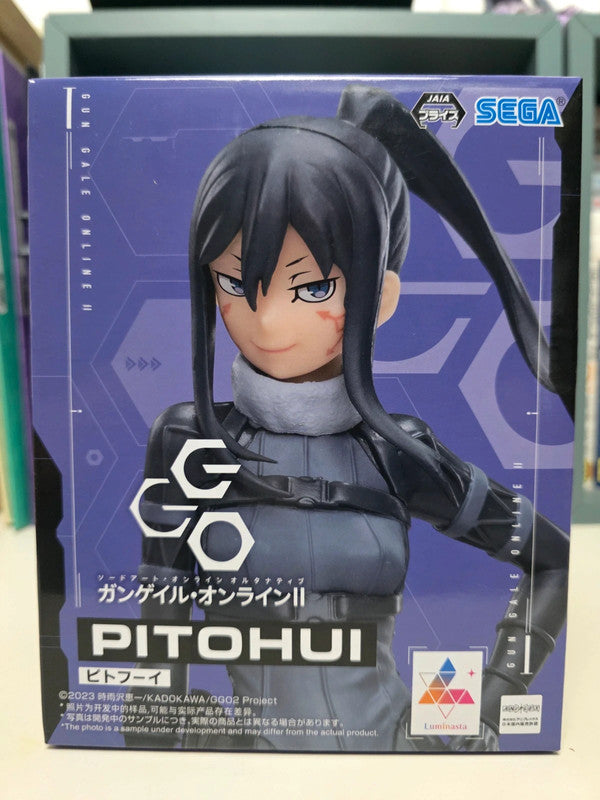 JAIA
プライズ
SEGA®
GUN GALE ONLINE II
GGO
GUN GALE ONLINE II
ソードアート・オンライン オルタナティブ
ガンゲイル・オンラインII
PITOHUI
ピトフーイ
©2023 時雨沢恵一/KADOKAWA/GGO2 Project
*照片为开发中的样品,可能与实际产品存在差异。
*写真は開発中のサンプルにつき、実際の商品とは異なる場合があります。
*The photo is a sample under development and may differ from the actual product.
Luminasta